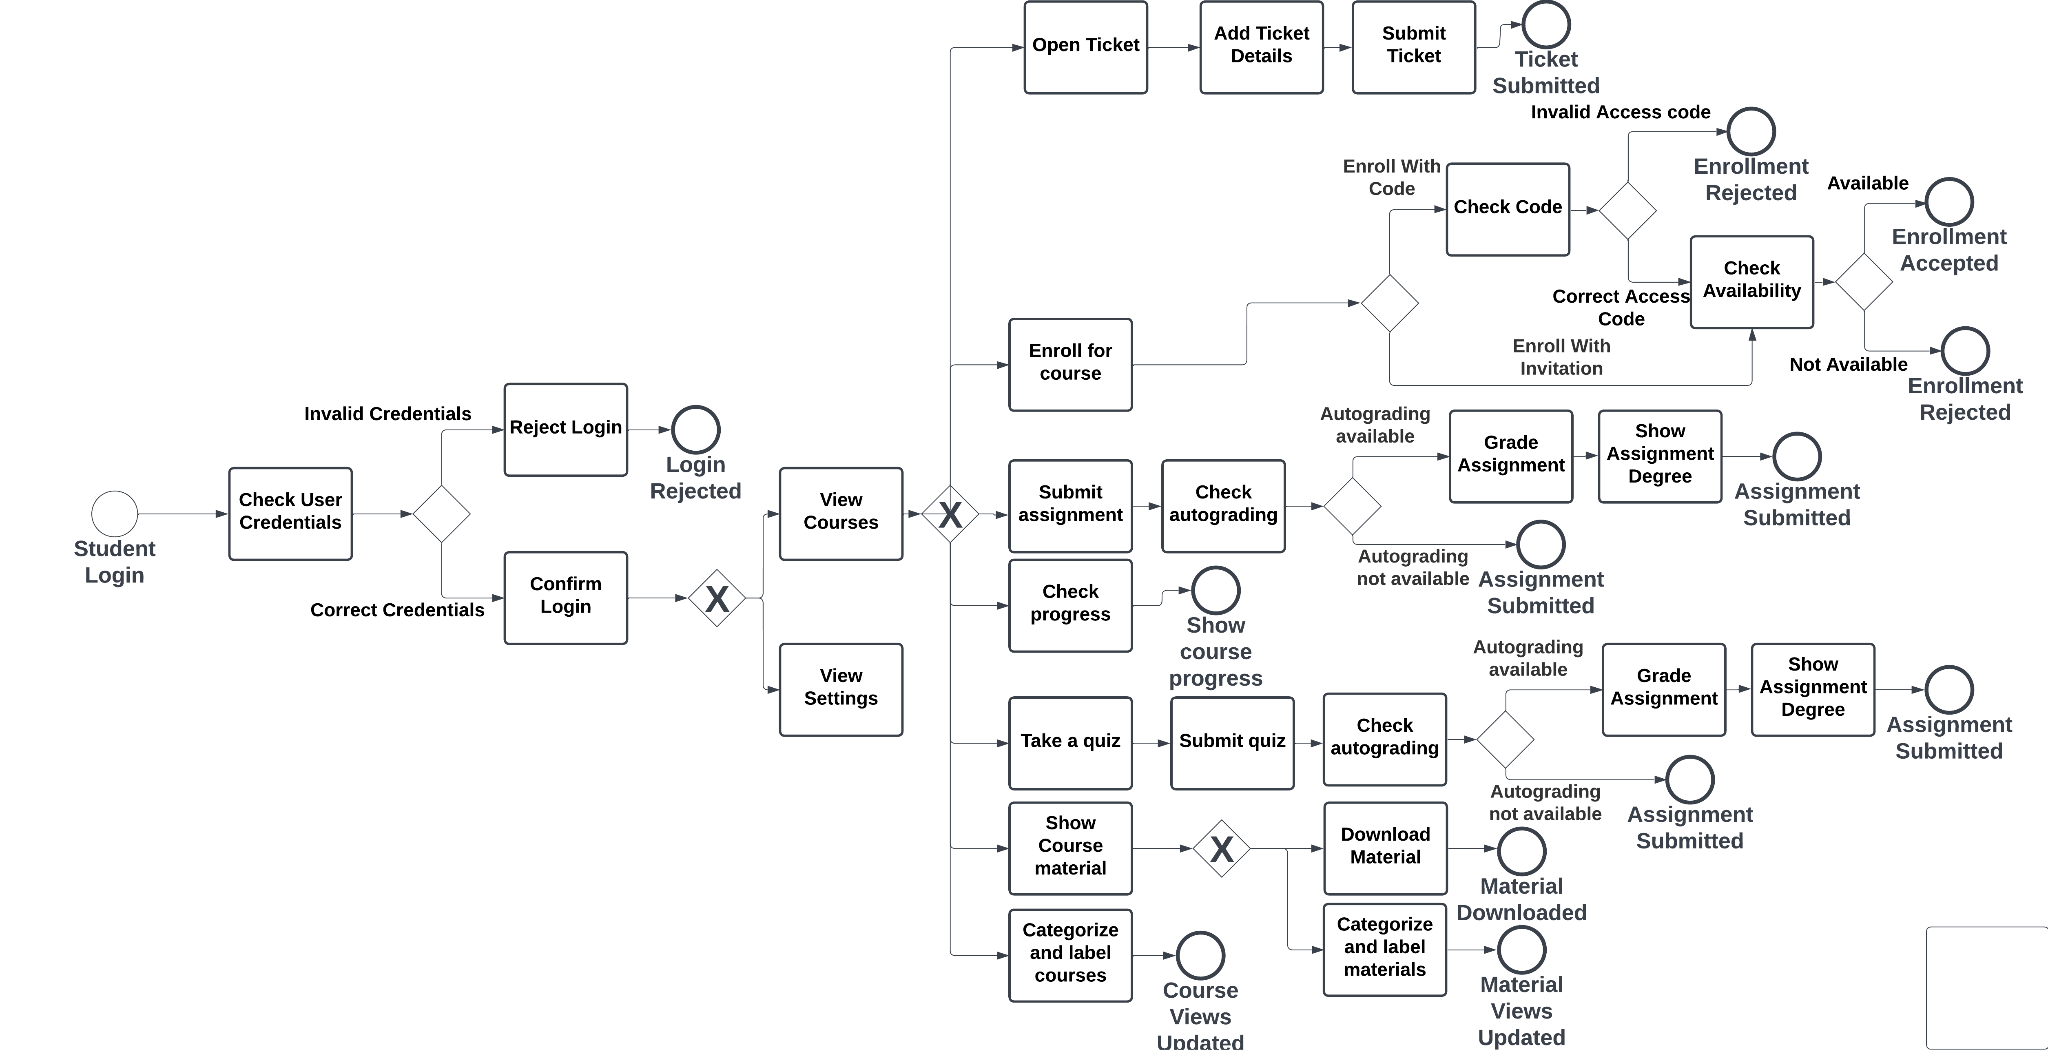 Open Ticket
Add Ticket
Details
Submit
Ticket
Ticket
Submitted
Invalid Access code
Enrollment
Rejected
Enroll With
Code
Check Code
Available
Enrollment
Accepted
Check
Availability
Correct Access
Code
Enroll With
Invitation
Not Available
Enrollment
Rejected
Enroll for
course
Invalid Credentials
Reject Login
Login
Rejected
Student
Login
Check User
Credentials
Correct Credentials
Confirm
Login
X
View
Courses
View
Settings
X
Submit
assignment
Check
autograding
Autograding
available
Grade
Assignment
Show
Assignment
Degree
Assignment
Submitted
Autograding
not available
Assignment
Submitted
Check
progress
Show
course
progress
Take a quiz
Submit quiz
Check
autograding
Autograding
available
Grade
Assignment
Show
Assignment
Degree
Assignment
Submitted
Autograding
not available
Assignment
Submitted
Show
Course
material
X
Download
Material
Material
Downloaded
Categorize
and label
courses
Course
Views
Updated
Categorize
and label
materials
Material
Views
Updated